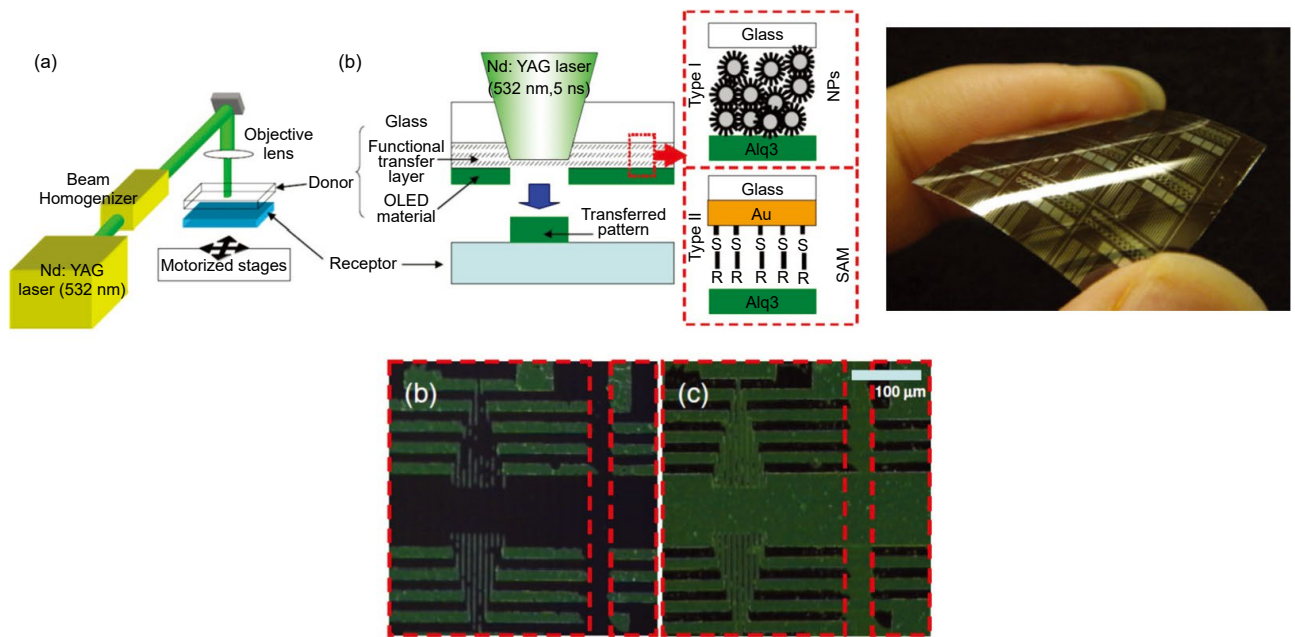 (a)
Objective
lens
Beam
Homogenizer
Donor
Nd: YAG
laser (532 nm)
Motorized stages
Receptor
(b)
Nd: YAG laser
(532 nm,5 ns)
Glass
Functional
transfer
layer
OLED
material
Transferred
pattern
Type I
Glass
NPs
Alq3
Type II
Glass
Au
S S S S S
R R R R R
SAM
Alq3
(b)
(c)
100 µm